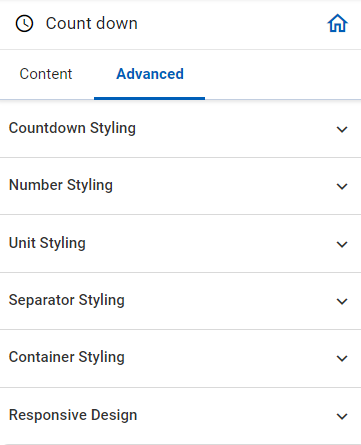 Count down
Content Advanced
Countdown Styling
Number Styling
Unit Styling
Separator Styling
Container Styling
Responsive Design